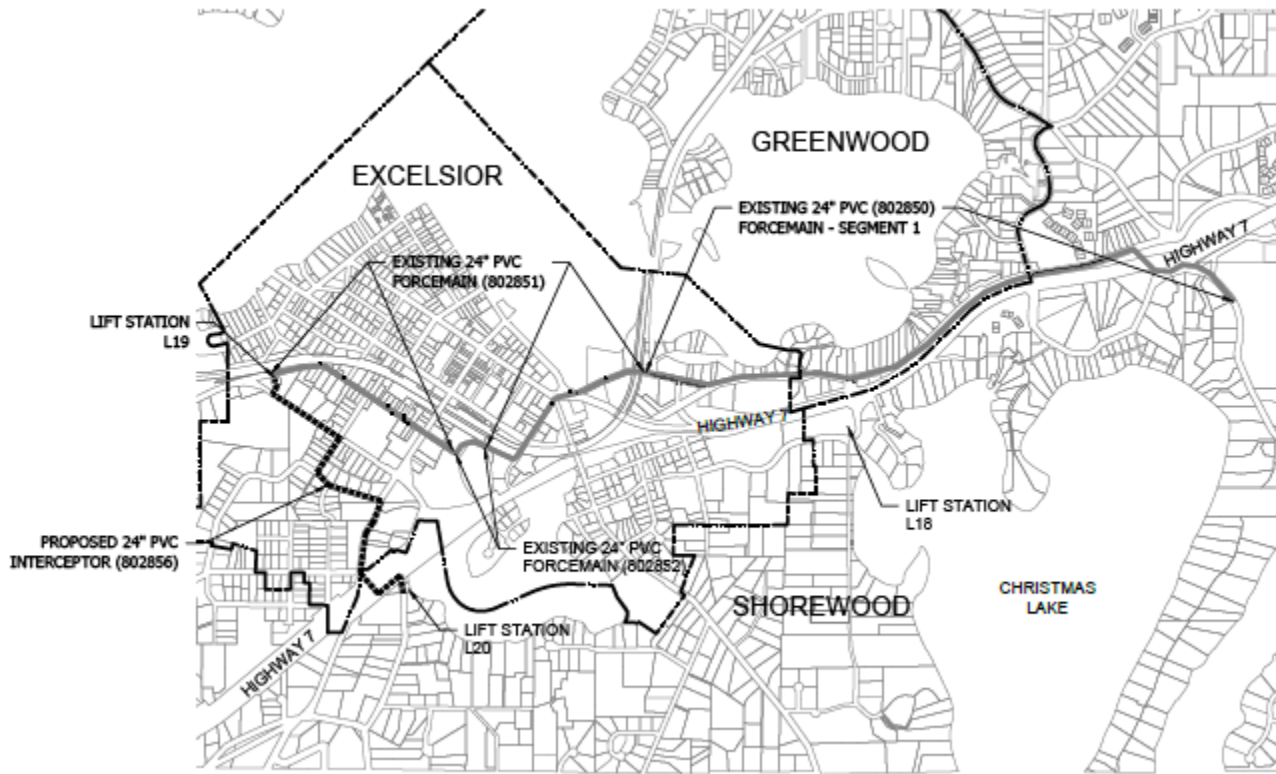 GREENWOOD
EXCELSIOR
EXISTING 24" PVC (802850)
FORCEMAIN - SEGMENT 1
HIGHWAY 7
EXISTING 24" PVC
FORCEMAIN (802851)
LIFT STATION
L19
HIGHWAY 7
LIFT STATION
L18
PROPOSED 24" PVC
INTERCEPTOR (802856)
EXISTING 24" PVC
FORCEMAIN (802852)
CHRISTMAS
LAKE
SHOREWOOD
LIFT STATION
L20
HIGHWAY 7